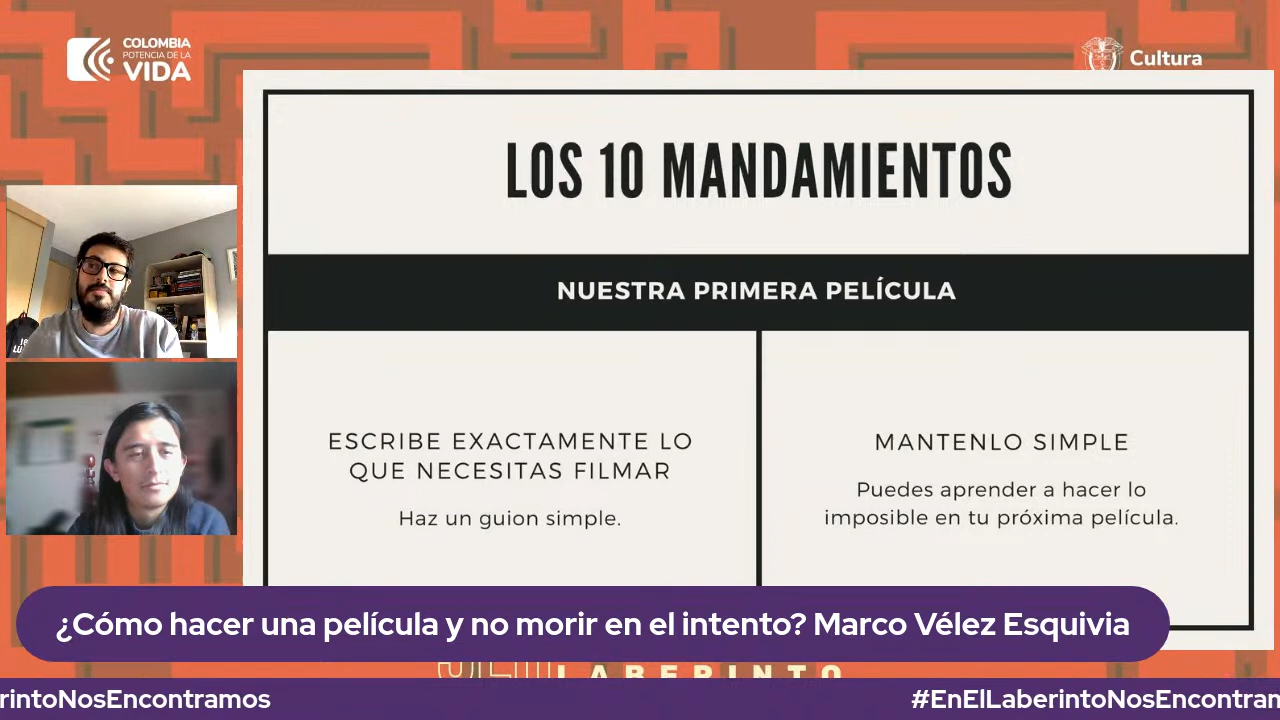 COLOMBIA
POTENCIA DE LA
VIDA
Cultura
LOS 10 MANDAMIENTOS
NUESTRA PRIMERA PELÍCULA
ESCRIBE EXACTAMENTE LO
QUE NECESITAS FILMAR
Haz un guion simple.
MANTENLO SIMPLE
Puedes aprender a hacer lo
imposible en tu próxima película.
¿Cómo hacer una película y no morir en el intento? Marco Vélez Esquivia
LABERINTO
rintoNosEncontramos
#EnElLaberintoNosEncontram